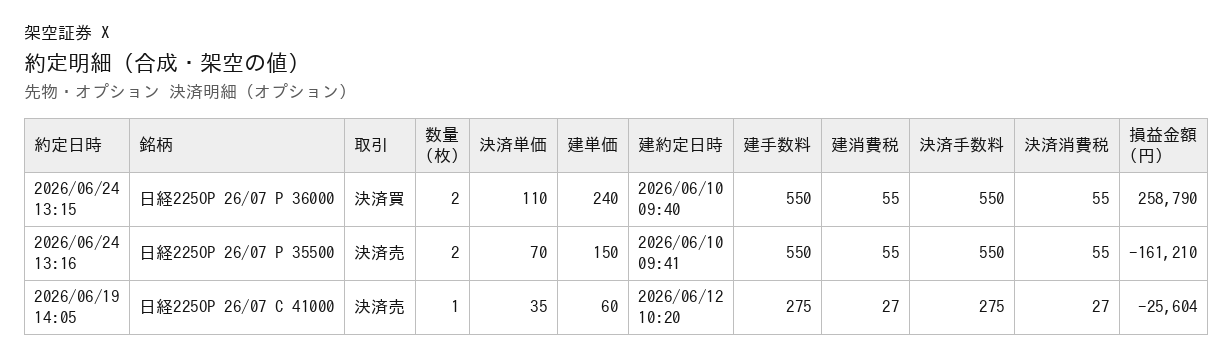 架空証券 X
約定明細（合成・架空の値）
先物・オプション 決済明細（オプション）
約定日時 銘柄 取引 数量（枚） 決済単価 建単価 建約定日時 建手数料 建消費税 決済手数料 決済消費税 損益金額（円）
2026/06/24 13:15 日経225OP 26/07 P 36000 決済買 2 110 240 2026/06/10 09:40 550 55 550 55 258,790
2026/06/24 13:16 日経225OP 26/07 P 35500 決済売 2 70 150 2026/06/10 09:41 550 55 550 55 -161,210
2026/06/19 14:05 日経225OP 26/07 C 41000 決済売 1 35 60 2026/06/12 10:20 275 27 275 27 -25,604